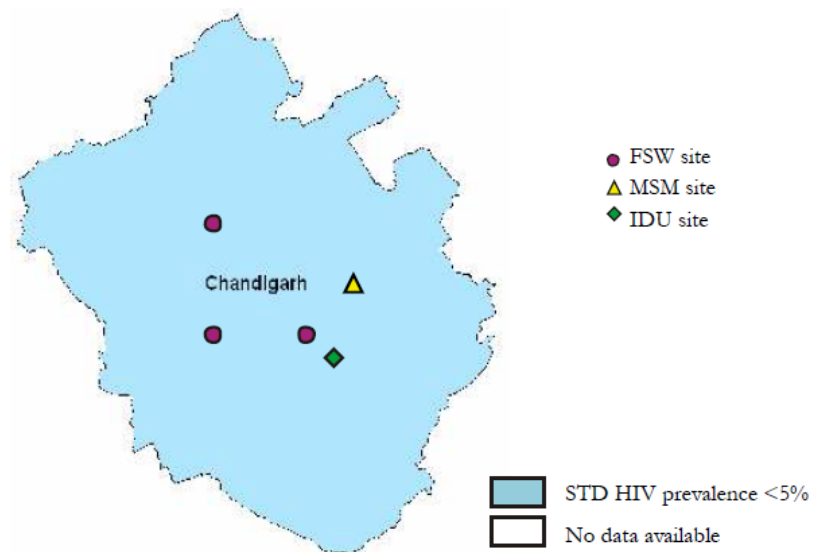 FSW site
MSM site
IDU site
Chandigarh
STD HIV prevalence <5%
No data available